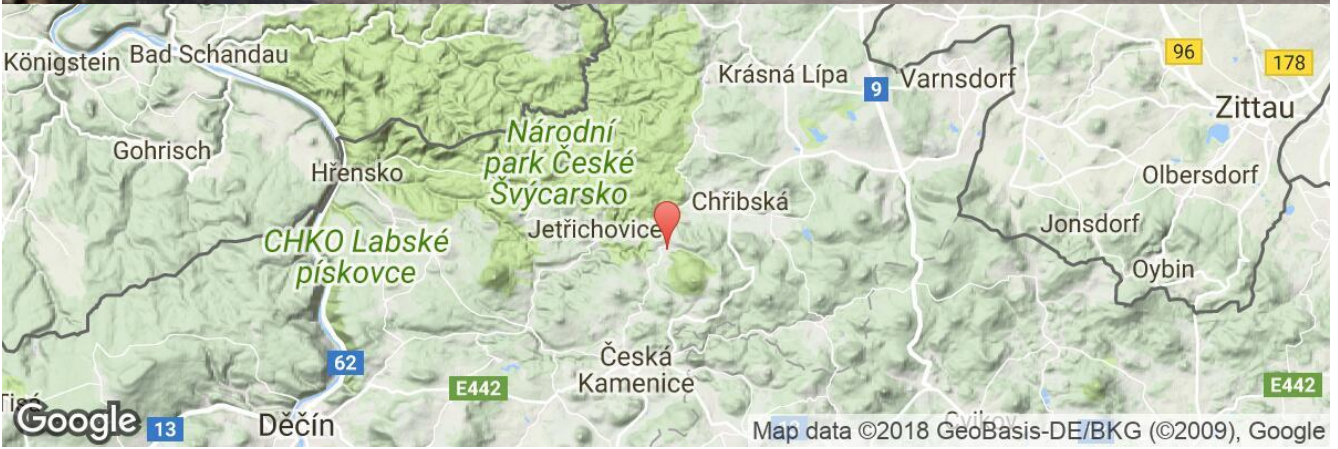 Königstein
Bad Schandau
Gohrisch
Hřensko
Národní
park České
Švýcarsko
Jetřichovice
CHKO Labské
pískovce
Krásná Lípa
9
Varnsdorf
96
178
Zittau
Chřibská
Olbersdorf
Jonsdorf
Oybin
62
E442
Česká
Kamenice
E442
Google
13
Děčín
Cvikov
Map data ©2018 GeoBasis-DE/BKG (©2009), Google